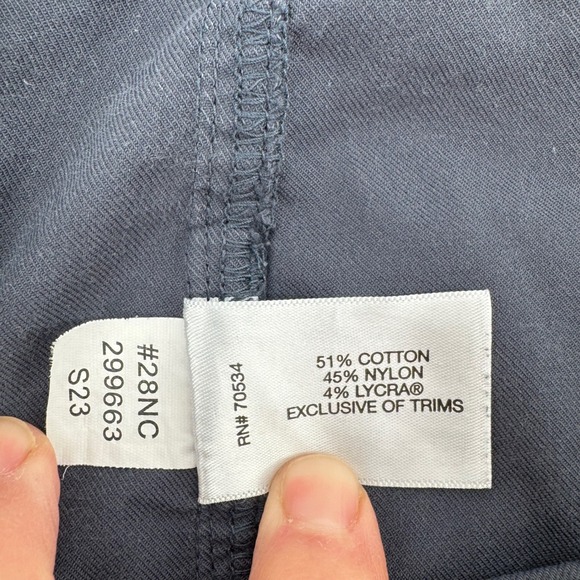 #28NC
299663
S23
RN# 70534
51% COTTON
45% NYLON
4% LYCRA®
EXCLUSIVE OF TRIMS